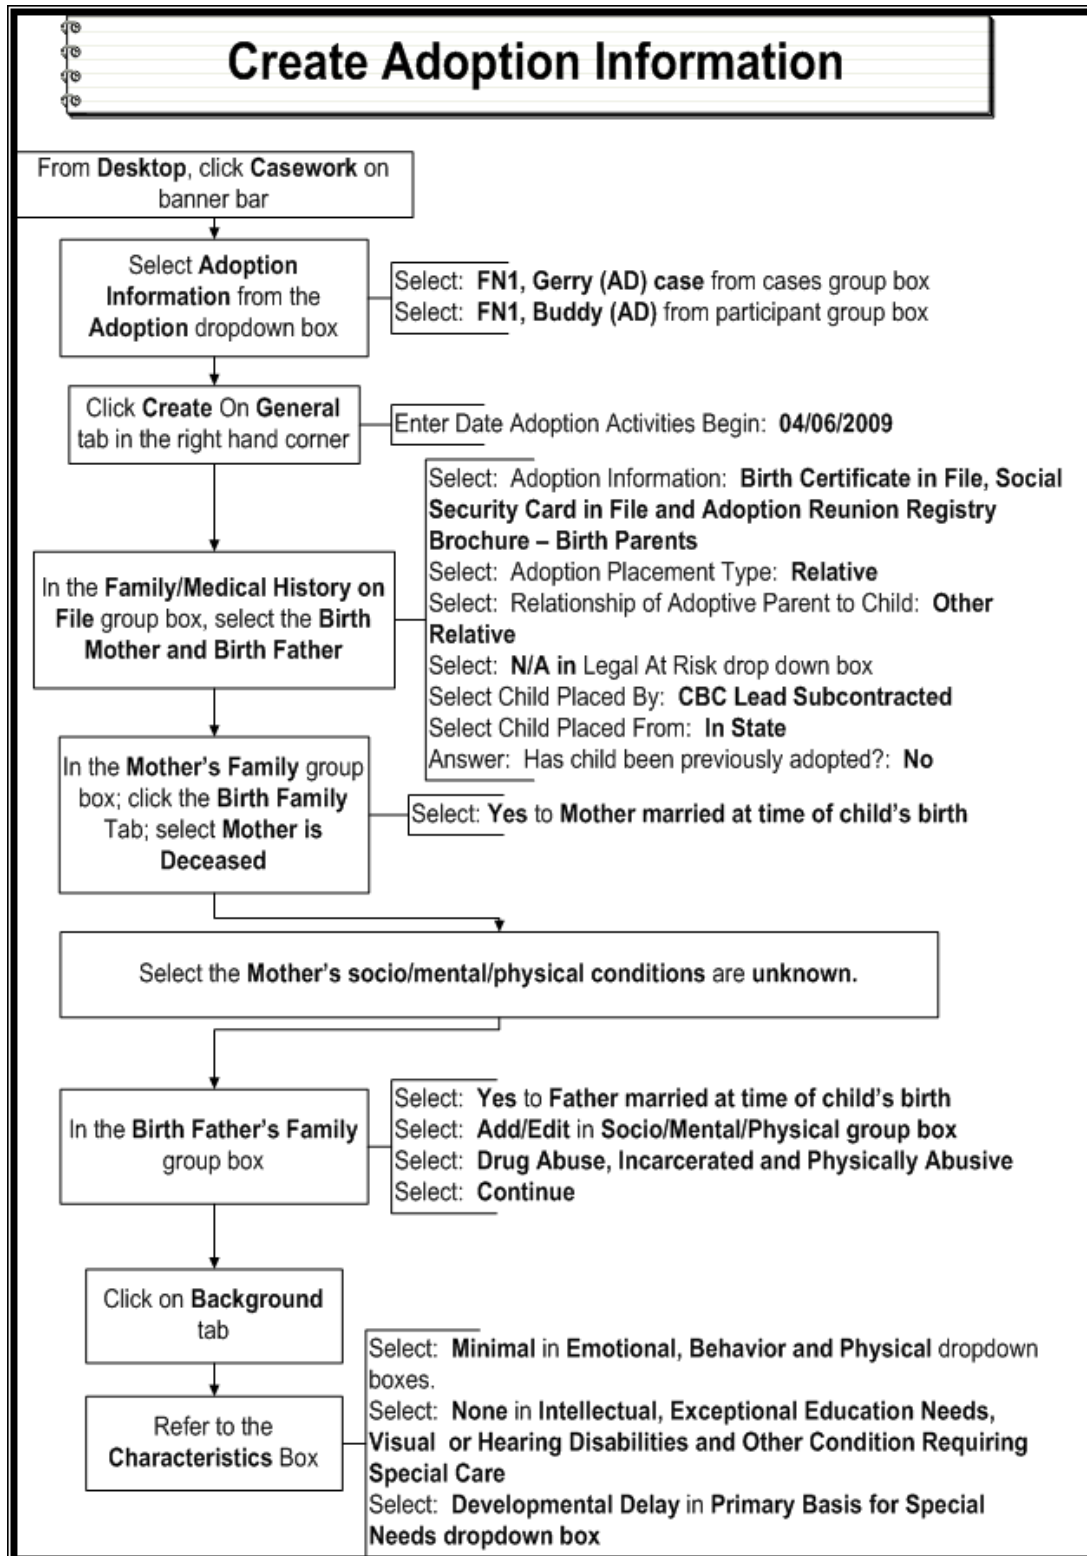 Create Adoption Information
From Desktop, click Casework on
banner bar
Select Adoption
Information from the
Adoption dropdown box
Select: FN1, Gerry (AD) case from cases group box
Select: FN1, Buddy (AD) from participant group box
Click Create On General
tab in the right hand corner
Enter Date Adoption Activities Begin: 04/06/2009
In the Family/Medical History on
File group box, select the Birth
Mother and Birth Father
Select: Adoption Information: Birth Certificate in File, Social
Security Card in File and Adoption Reunion Registry
Brochure – Birth Parents
Select: Adoption Placement Type: Relative
Select: Relationship of Adoptive Parent to Child: Other
Relative
Select: N/A in Legal At Risk drop down box
Select Child Placed By: CBC Lead Subcontracted
Select Child Placed From: In State
Answer: Has child been previously adopted?: No
In the Mother's Family group
box; click the Birth Family
Tab; select Mother is
Deceased
Select: Yes to Mother married at time of child's birth
Select the Mother's socio/mental/physical conditions are unknown.
In the Birth Father's Family
group box
Select: Yes to Father married at time of child's birth
Select: Add/Edit in Socio/Mental/Physical group box
Select: Drug Abuse, Incarcerated and Physically Abusive
Select: Continue
Click on Background
tab
Refer to the
Characteristics Box
Select: Minimal in Emotional, Behavior and Physical dropdown
boxes.
Select: None in Intellectual, Exceptional Education Needs,
Visual or Hearing Disabilities and Other Condition Requiring
Special Care
Select: Developmental Delay in Primary Basis for Special
Needs dropdown box